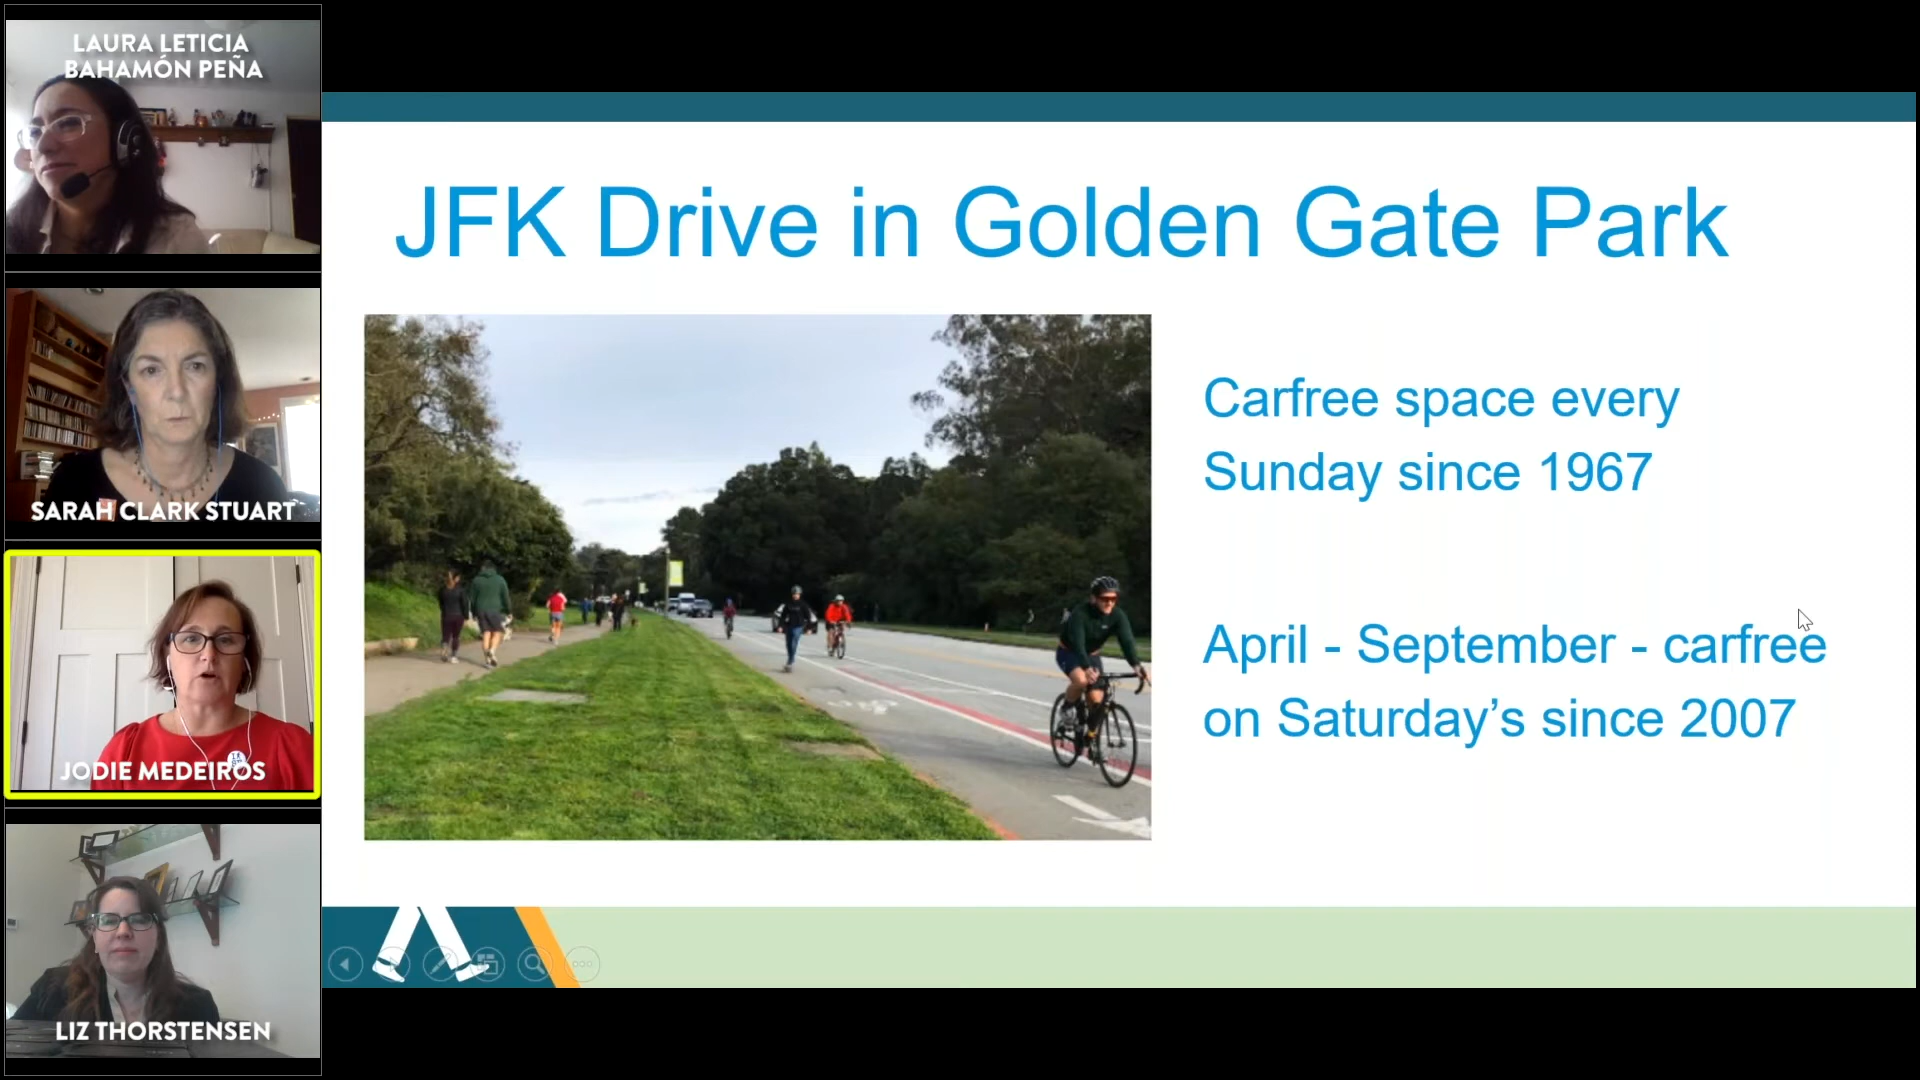 LAURA LETICIA
BAHAMÓN PEÑA
SARAH CLARK STUART
JODIE MEDEIROS
LIZ THORSTENSEN
JFK Drive in Golden Gate Park
Carfree space every
Sunday since 1967
April - September - carfree
on Saturday’s since 2007